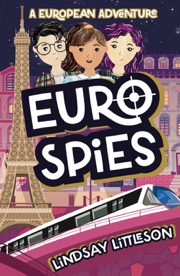 A EUROPEAN ADVENTURE
EURO
SPIES
LINDSAY LITTLESON